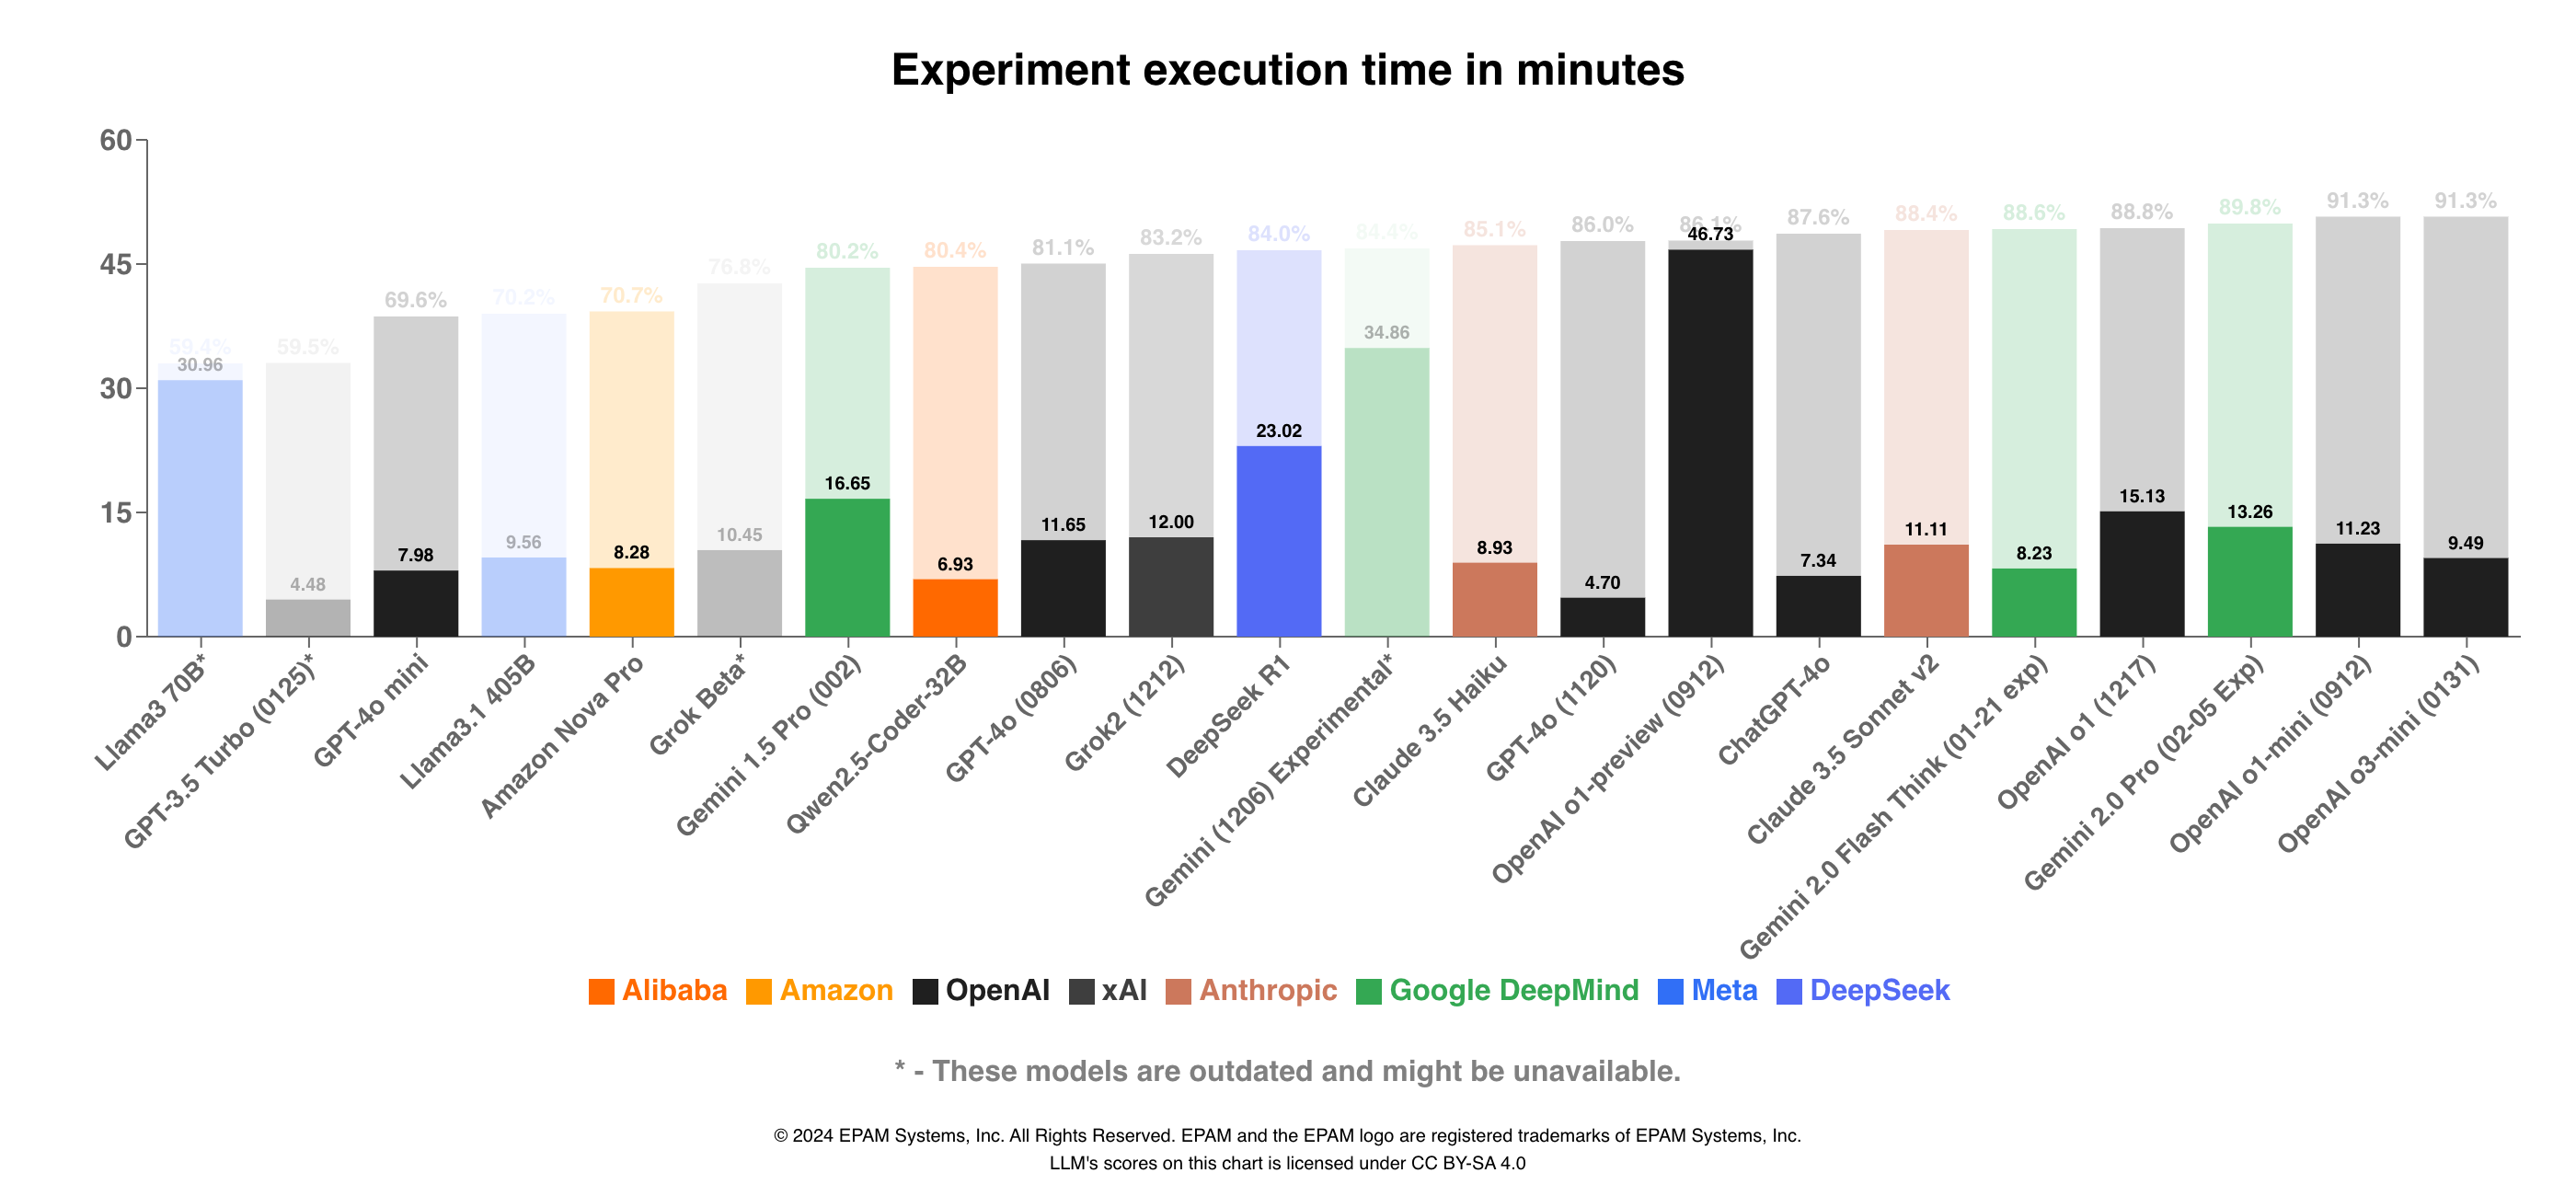 Experiment execution time in minutes
60
45
30
15
0
59.4%
59.5%
69.6%
70.2%
70.7%
76.8%
80.2%
80.4%
81.1%
83.2%
84.0%
84.4%
85.1%
86.0%
86.1%
87.6%
88.4%
88.6%
88.8%
89.8%
91.3%
91.3%
30.96
4.48
7.98
9.56
8.28
10.45
16.65
6.93
11.65
12.00
23.02
34.86
8.93
4.70
46.73
7.34
11.11
8.23
15.13
13.26
11.23
9.49
Llama3 70B*
GPT-3.5 Turbo (0125)*
GPT-4o mini
Llama3.1 405B
Amazon Nova Pro
Grok Beta*
Gemini 1.5 Pro (002)
Qwen2.5-Coder-32B
GPT-4o (0806)
Grok2 (1212)
DeepSeek R1
Gemini (1206) Experimental*
Claude 3.5 Haiku
GPT-4o (1120)
OpenAI o1-preview (0912)
ChatGPT-4o
Claude 3.5 Sonnet v2
Gemini 2.0 Flash Think (01-21 exp)
OpenAI o1 (1217)
Gemini 2.0 Pro (02-05 Exp)
OpenAI o1-mini (0912)
OpenAI o3-mini (0131)
Alibaba Amazon OpenAI xAI Anthropic Google DeepMind Meta DeepSeek
* - These models are outdated and might be unavailable.
© 2024 EPAM Systems, Inc. All Rights Reserved. EPAM and the EPAM logo are registered trademarks of EPAM Systems, Inc.
LLM's scores on this chart is licensed under CC BY-SA 4.0